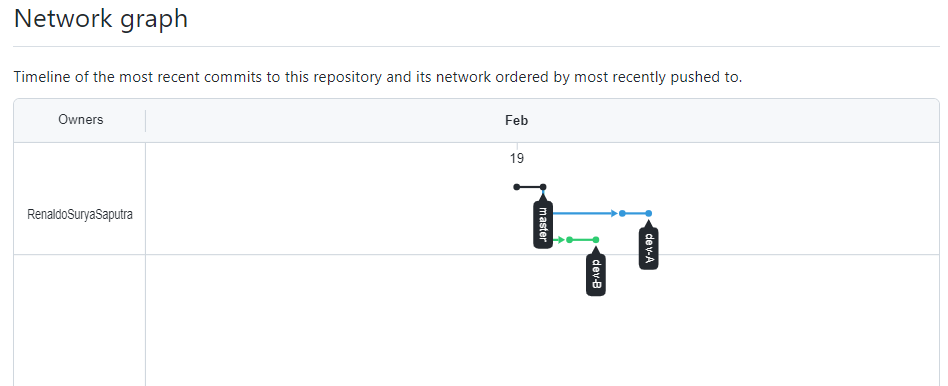 Network graph
Timeline of the most recent commits to this repository and its network ordered by most recently pushed to.
Owners
Feb
19
RenaldoSuryaSaputra
master
dev-A
dev-B